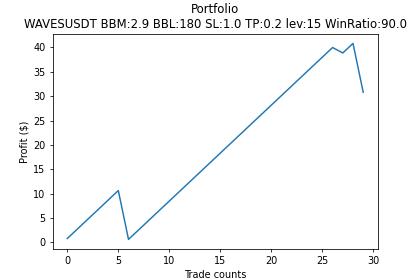 Portfolio
WAVESUSDT BBM:2.9 BBL:180 SL:1.0 TP:0.2 lev:15 WinRatio:90.0
40
35
30
25
20
15
10
5
0
Profit ($)
0 5 10 15 20 25 30
Trade counts